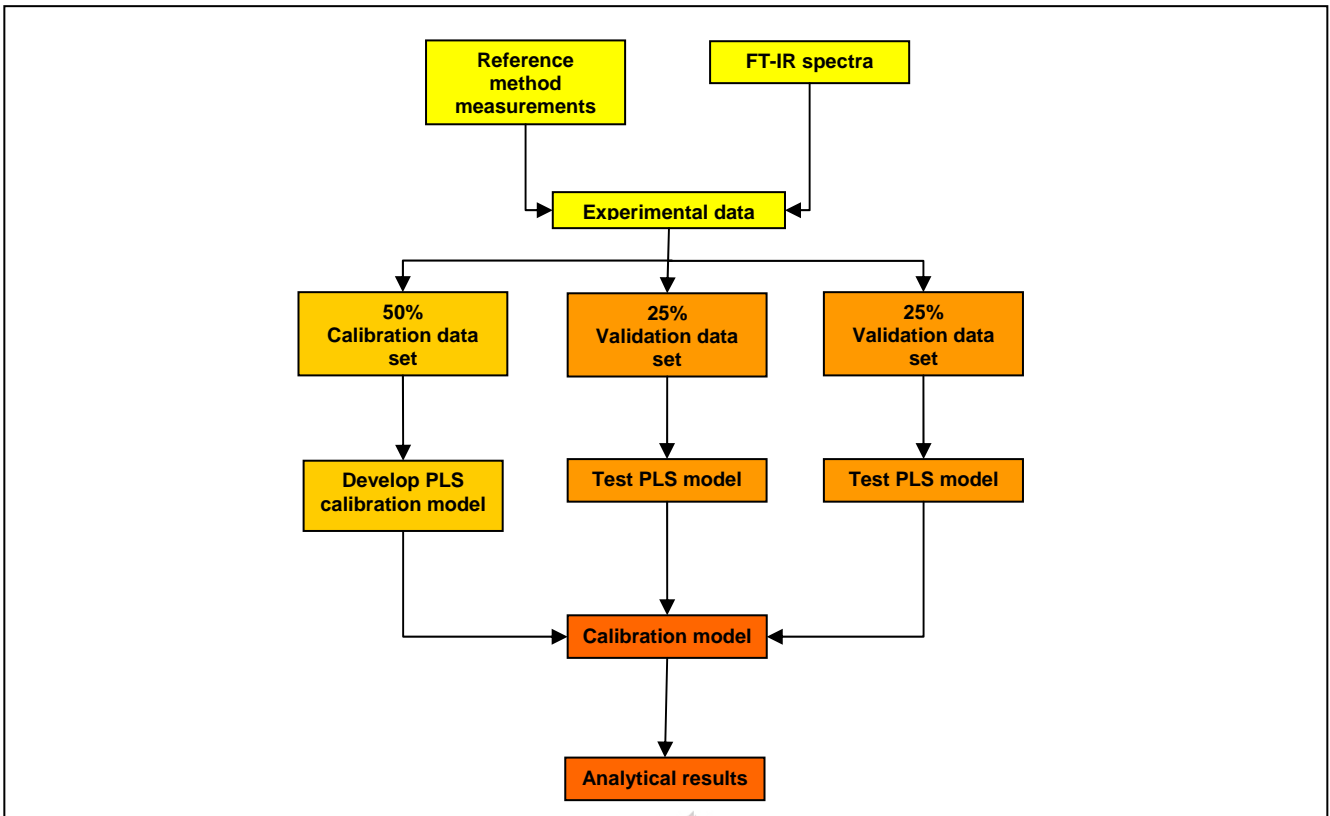 Reference
method
measurements
FT-IR spectra
Experimental data
50%
Calibration data
set
25%
Validation data
set
25%
Validation data
set
Develop PLS
calibration model
Test PLS model
Test PLS model
Calibration model
Analytical results